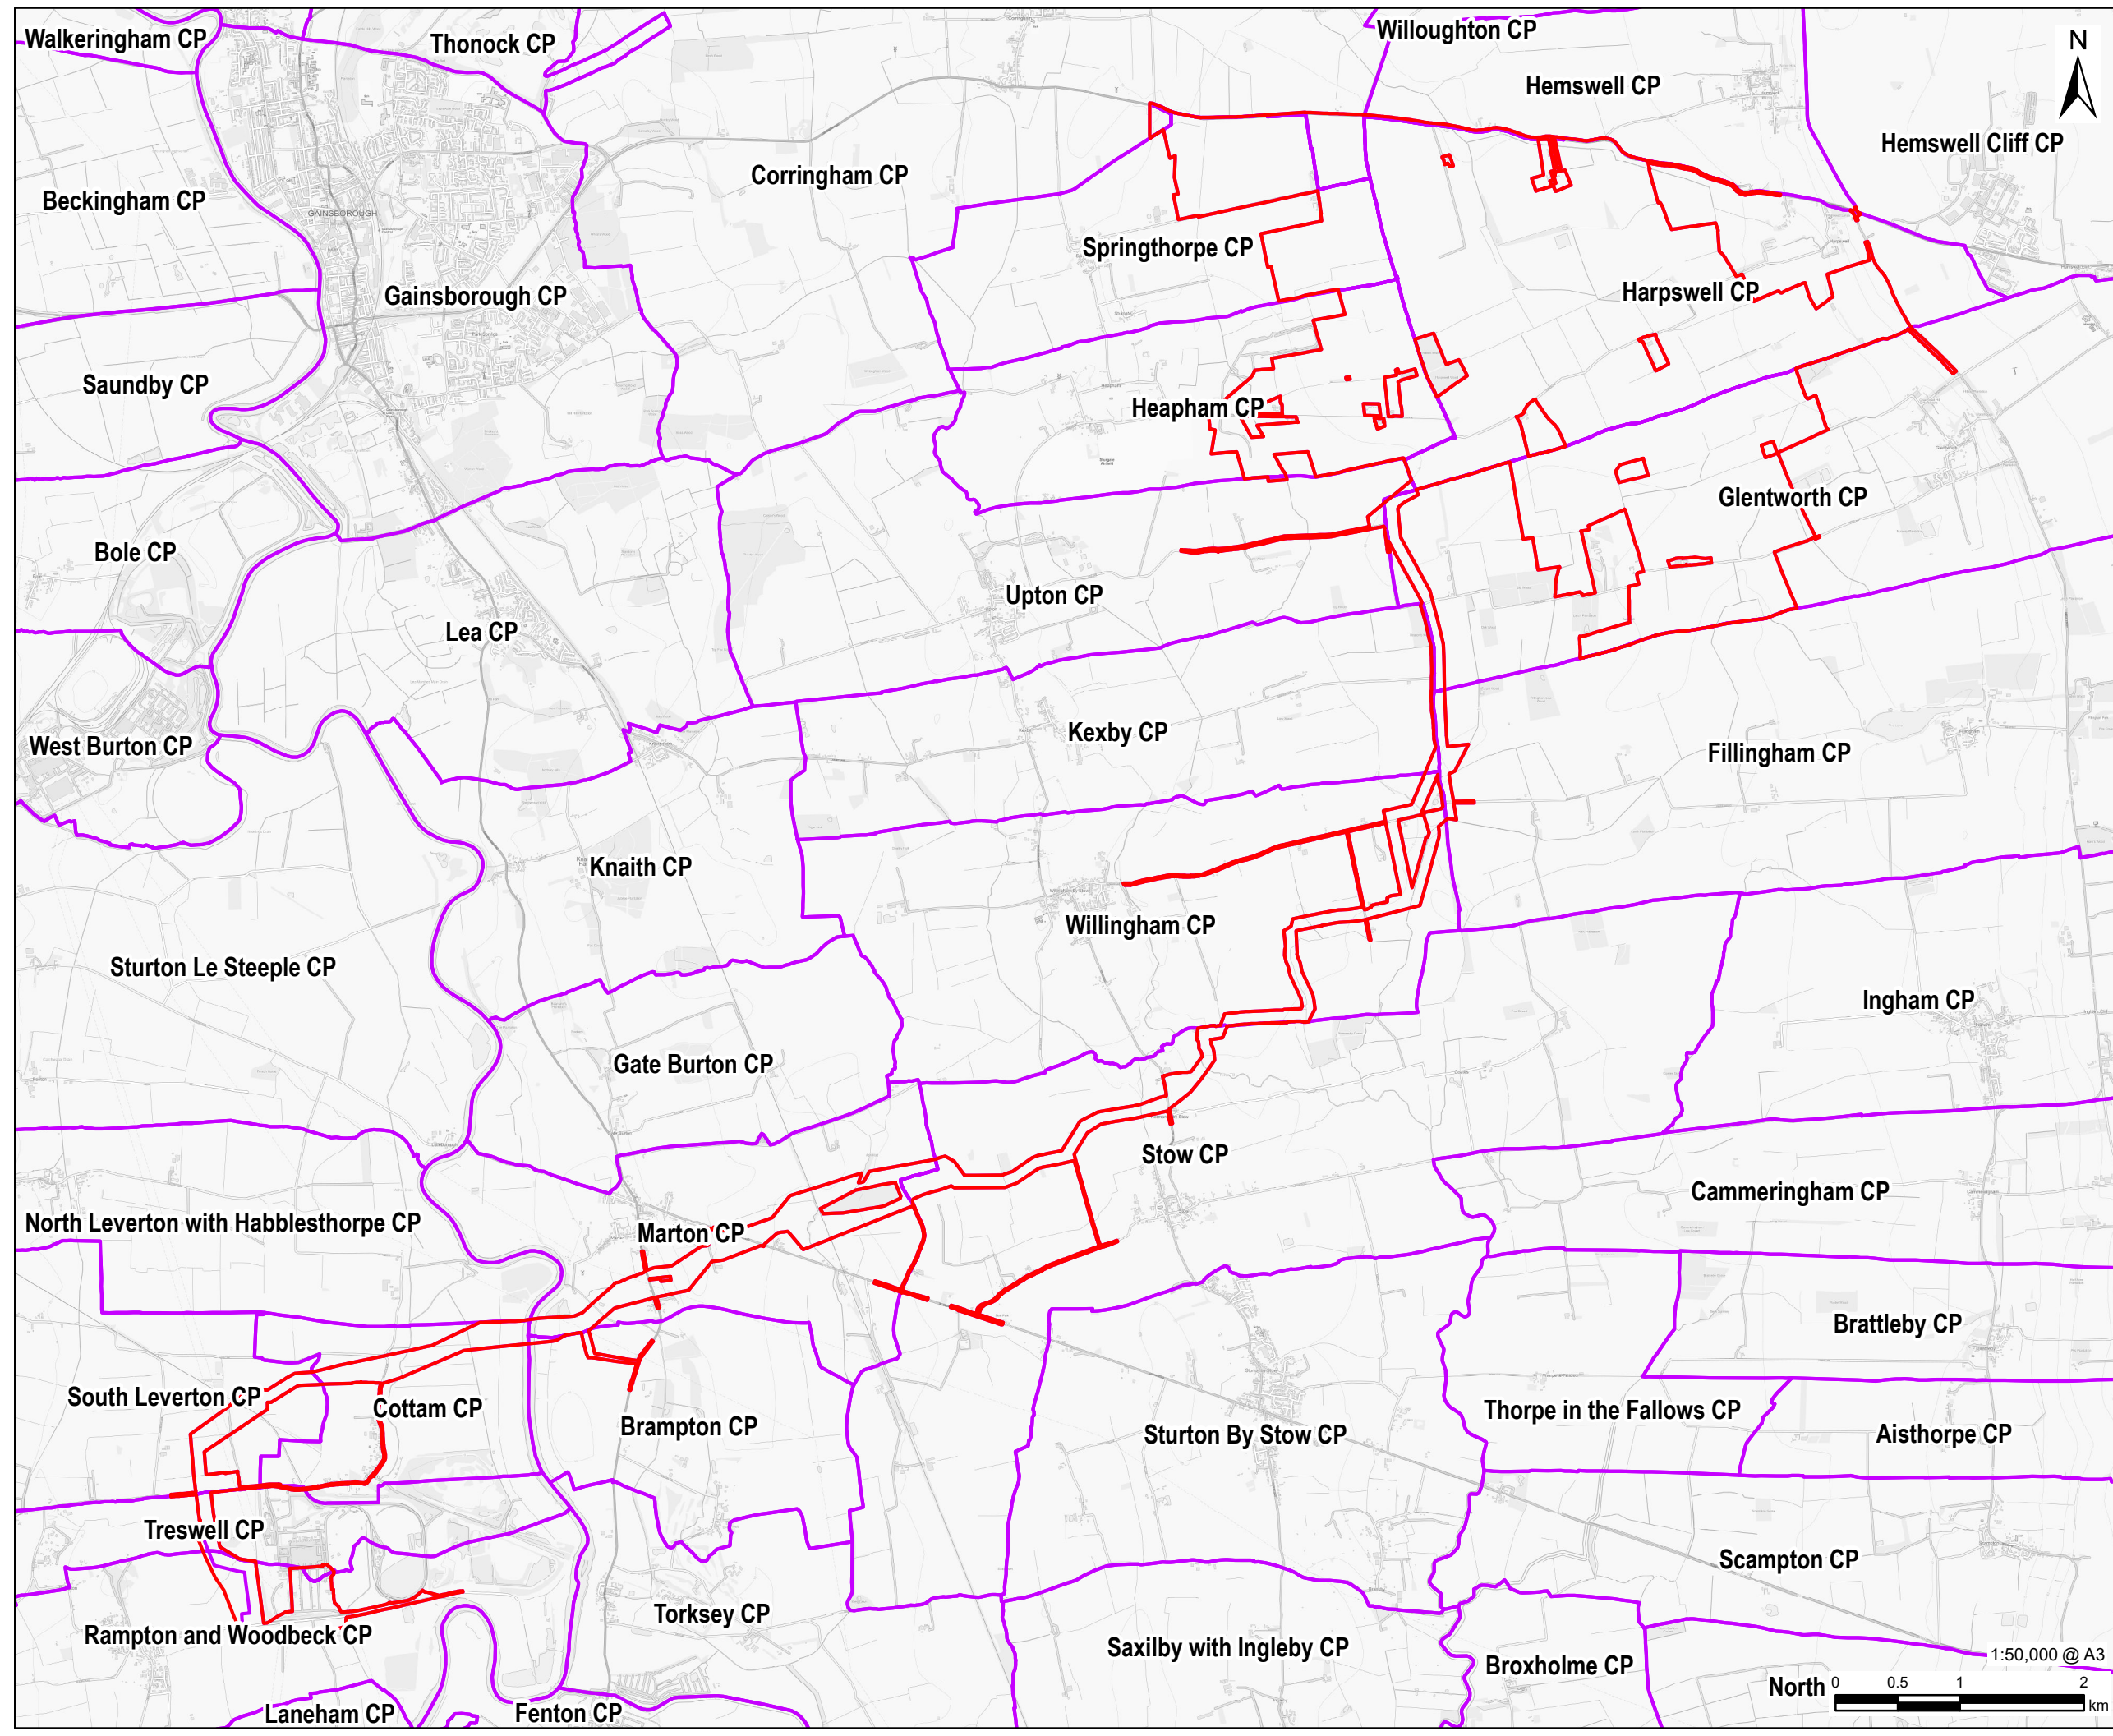 Walkeringham CP
Thonock CP
Willoughton CP
N
Hemswell CP
Hemswell Cliff CP
Corringham CP
Beckingham CP
GAINSBOROUGH
Springthorpe CP
Gainsborough CP
Harpswell CP
Saundby CP
Heapham CP
Glentworth CP
Bole CP
Upton CP
Lea CP
Kexby CP
West Burton CP
Fillingham CP
Knaith CP
Willingham CP
Sturton Le Steeple CP
Ingham CP
Gate Burton CP
Stow CP
Cammeringham CP
North Leverton with Habblesthorpe CP
Marton CP
Brattleby CP
South Leverton CP
Cottam CP
Thorpe in the Fallows CP
Brampton CP
Sturton By Stow CP
Aisthorpe CP
Treswell CP
Scampton CP
Torksey CP
Rampton and Woodbeck CP
Saxilby with Ingleby CP
Broxholme CP
1:50,000 @ A3
North
0 0.5 1 2
km
Laneham CP
Fenton CP